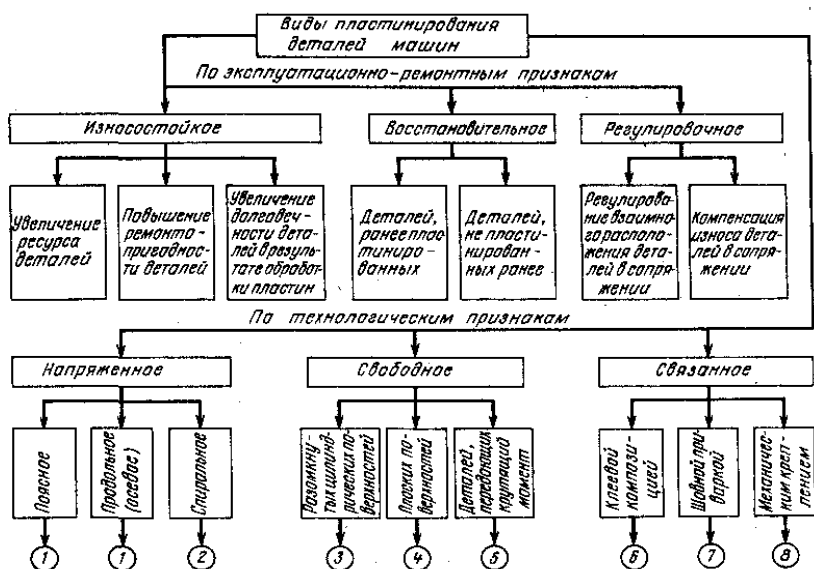 Виды пластинирования
деталей машин
По эксплуатационно-ремонтным признакам
Износостойкое
Восстановительное
Регулировочное
Увеличение
ресурса
деталей
Повышение
ремонто-
пригоднос-
ти деталей
Увеличение
долговеч-
ности дета-
лей в резуль-
тате обработ-
ки пластин
Деталей,
ранее плас-
тиниро-
ванных
Деталей,
не пласти-
нирован-
ных ранее
Регулирова-
ние взаимно-
го располо-
жения деталей
в сопря-
жении
Компенсация
износа дета-
лей в сопря-
жении
По технологическим признакам
Напряженное
Свободное
Связанное
Поясное
Продольное
(осевое)
Спиральное
Разомкну-
тых цилинд-
рических по-
верхностей
Плоских по-
верхностей
Деталей,
передающих
крутящий
момент
Клеевой
компози-
цией
Шовной при-
варкой
Механичес-
ким креп-
лением
1
1
2
3
4
5
6
7
8